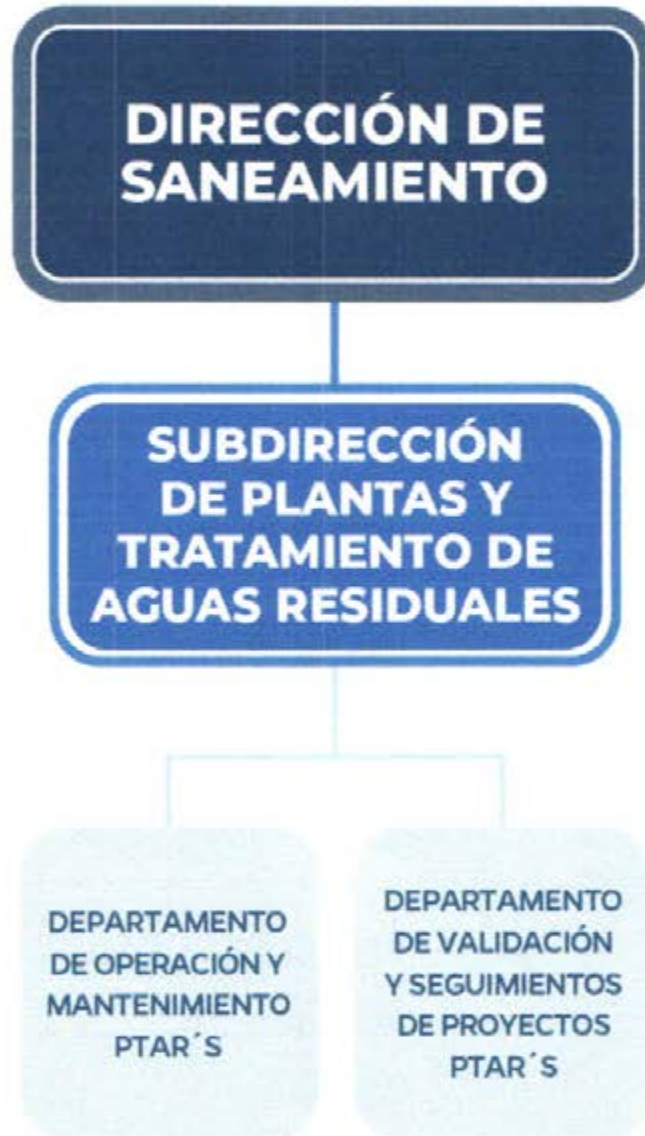 DIRECCIÓN DE
SANEAMIENTO
SUBDIRECCIÓN
DE PLANTAS Y
TRATAMIENTO DE
AGUAS RESIDUALES
DEPARTAMENTO
DE OPERACIÓN Y
MANTENIMIENTO
PTAR´S
DEPARTAMENTO
DE VALIDACIÓN
Y SEGUIMIENTOS
DE PROYECTOS
PTAR´S